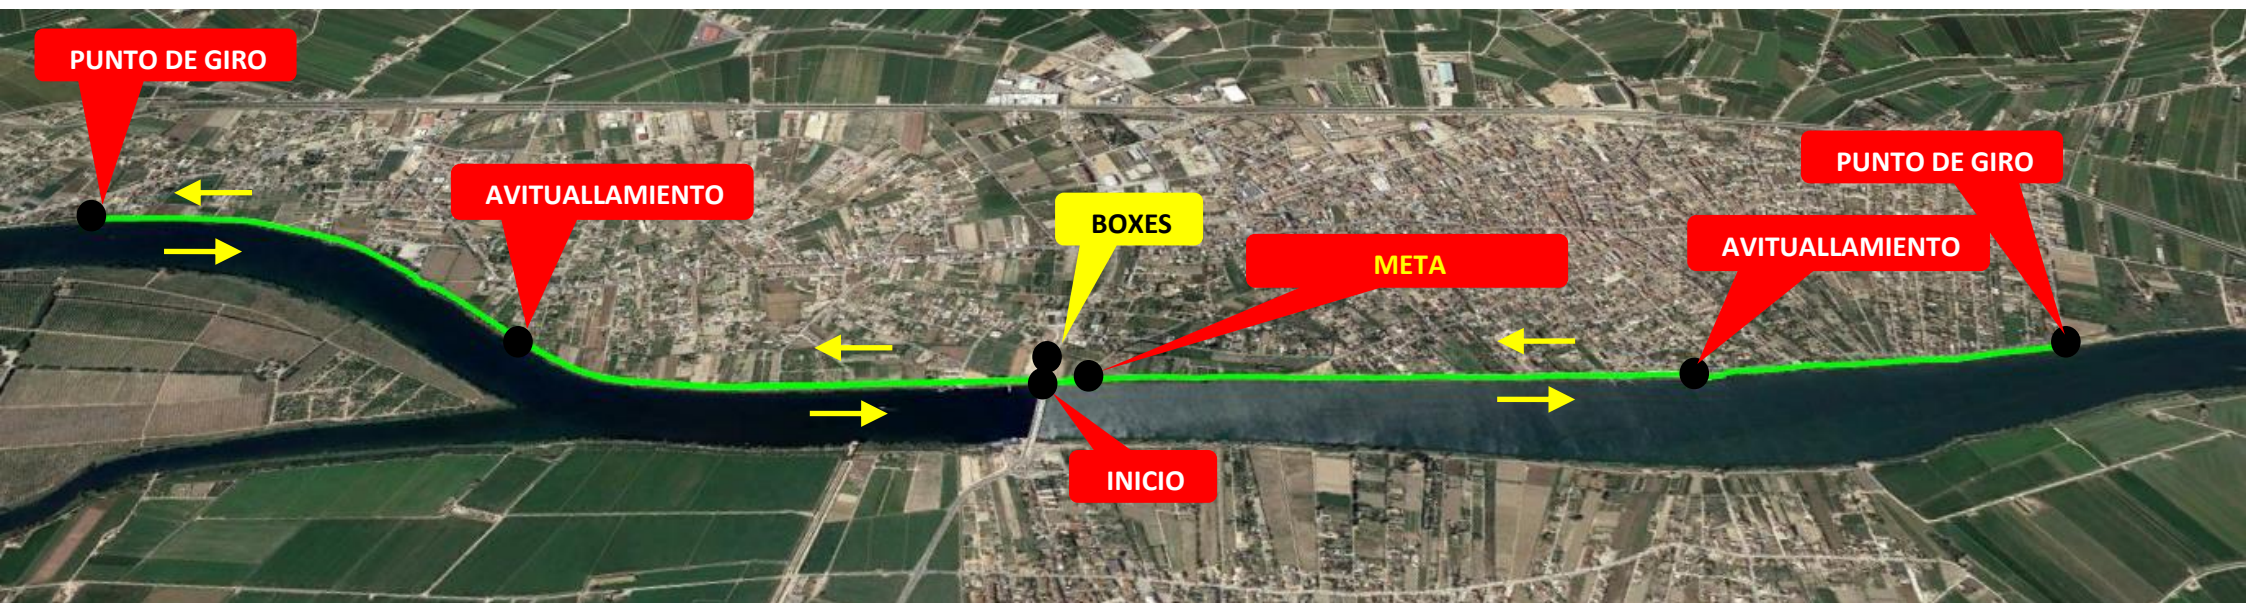 PUNTO DE GIRO
PUNTO DE GIRO
AVITUALLAMIENTO
BOXES
AVITUALLAMIENTO
META
INICIO